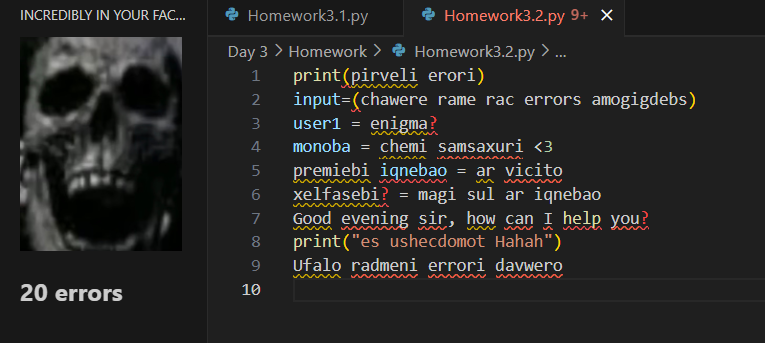 INCREDIBLY IN YOUR FAC...
Homework3.1.py
Homework3.2.py 9+
Day 3 > Homework > Homework3.2.py > ...
1 print(pirveli erori)
2 input=(chawere rame rac errors amogigdebs)
3 user1 = enigma?
4 monoba = chemi samsaxuri <3
5 premiebi iqnebao = ar vicito
6 xelfasebi? = magi sul ar iqnebao
7 Good evening sir, how can I help you?
8 print("es ushecdomot Hahah")
9 Ufalo radmeni errori davwero
10
20 errors